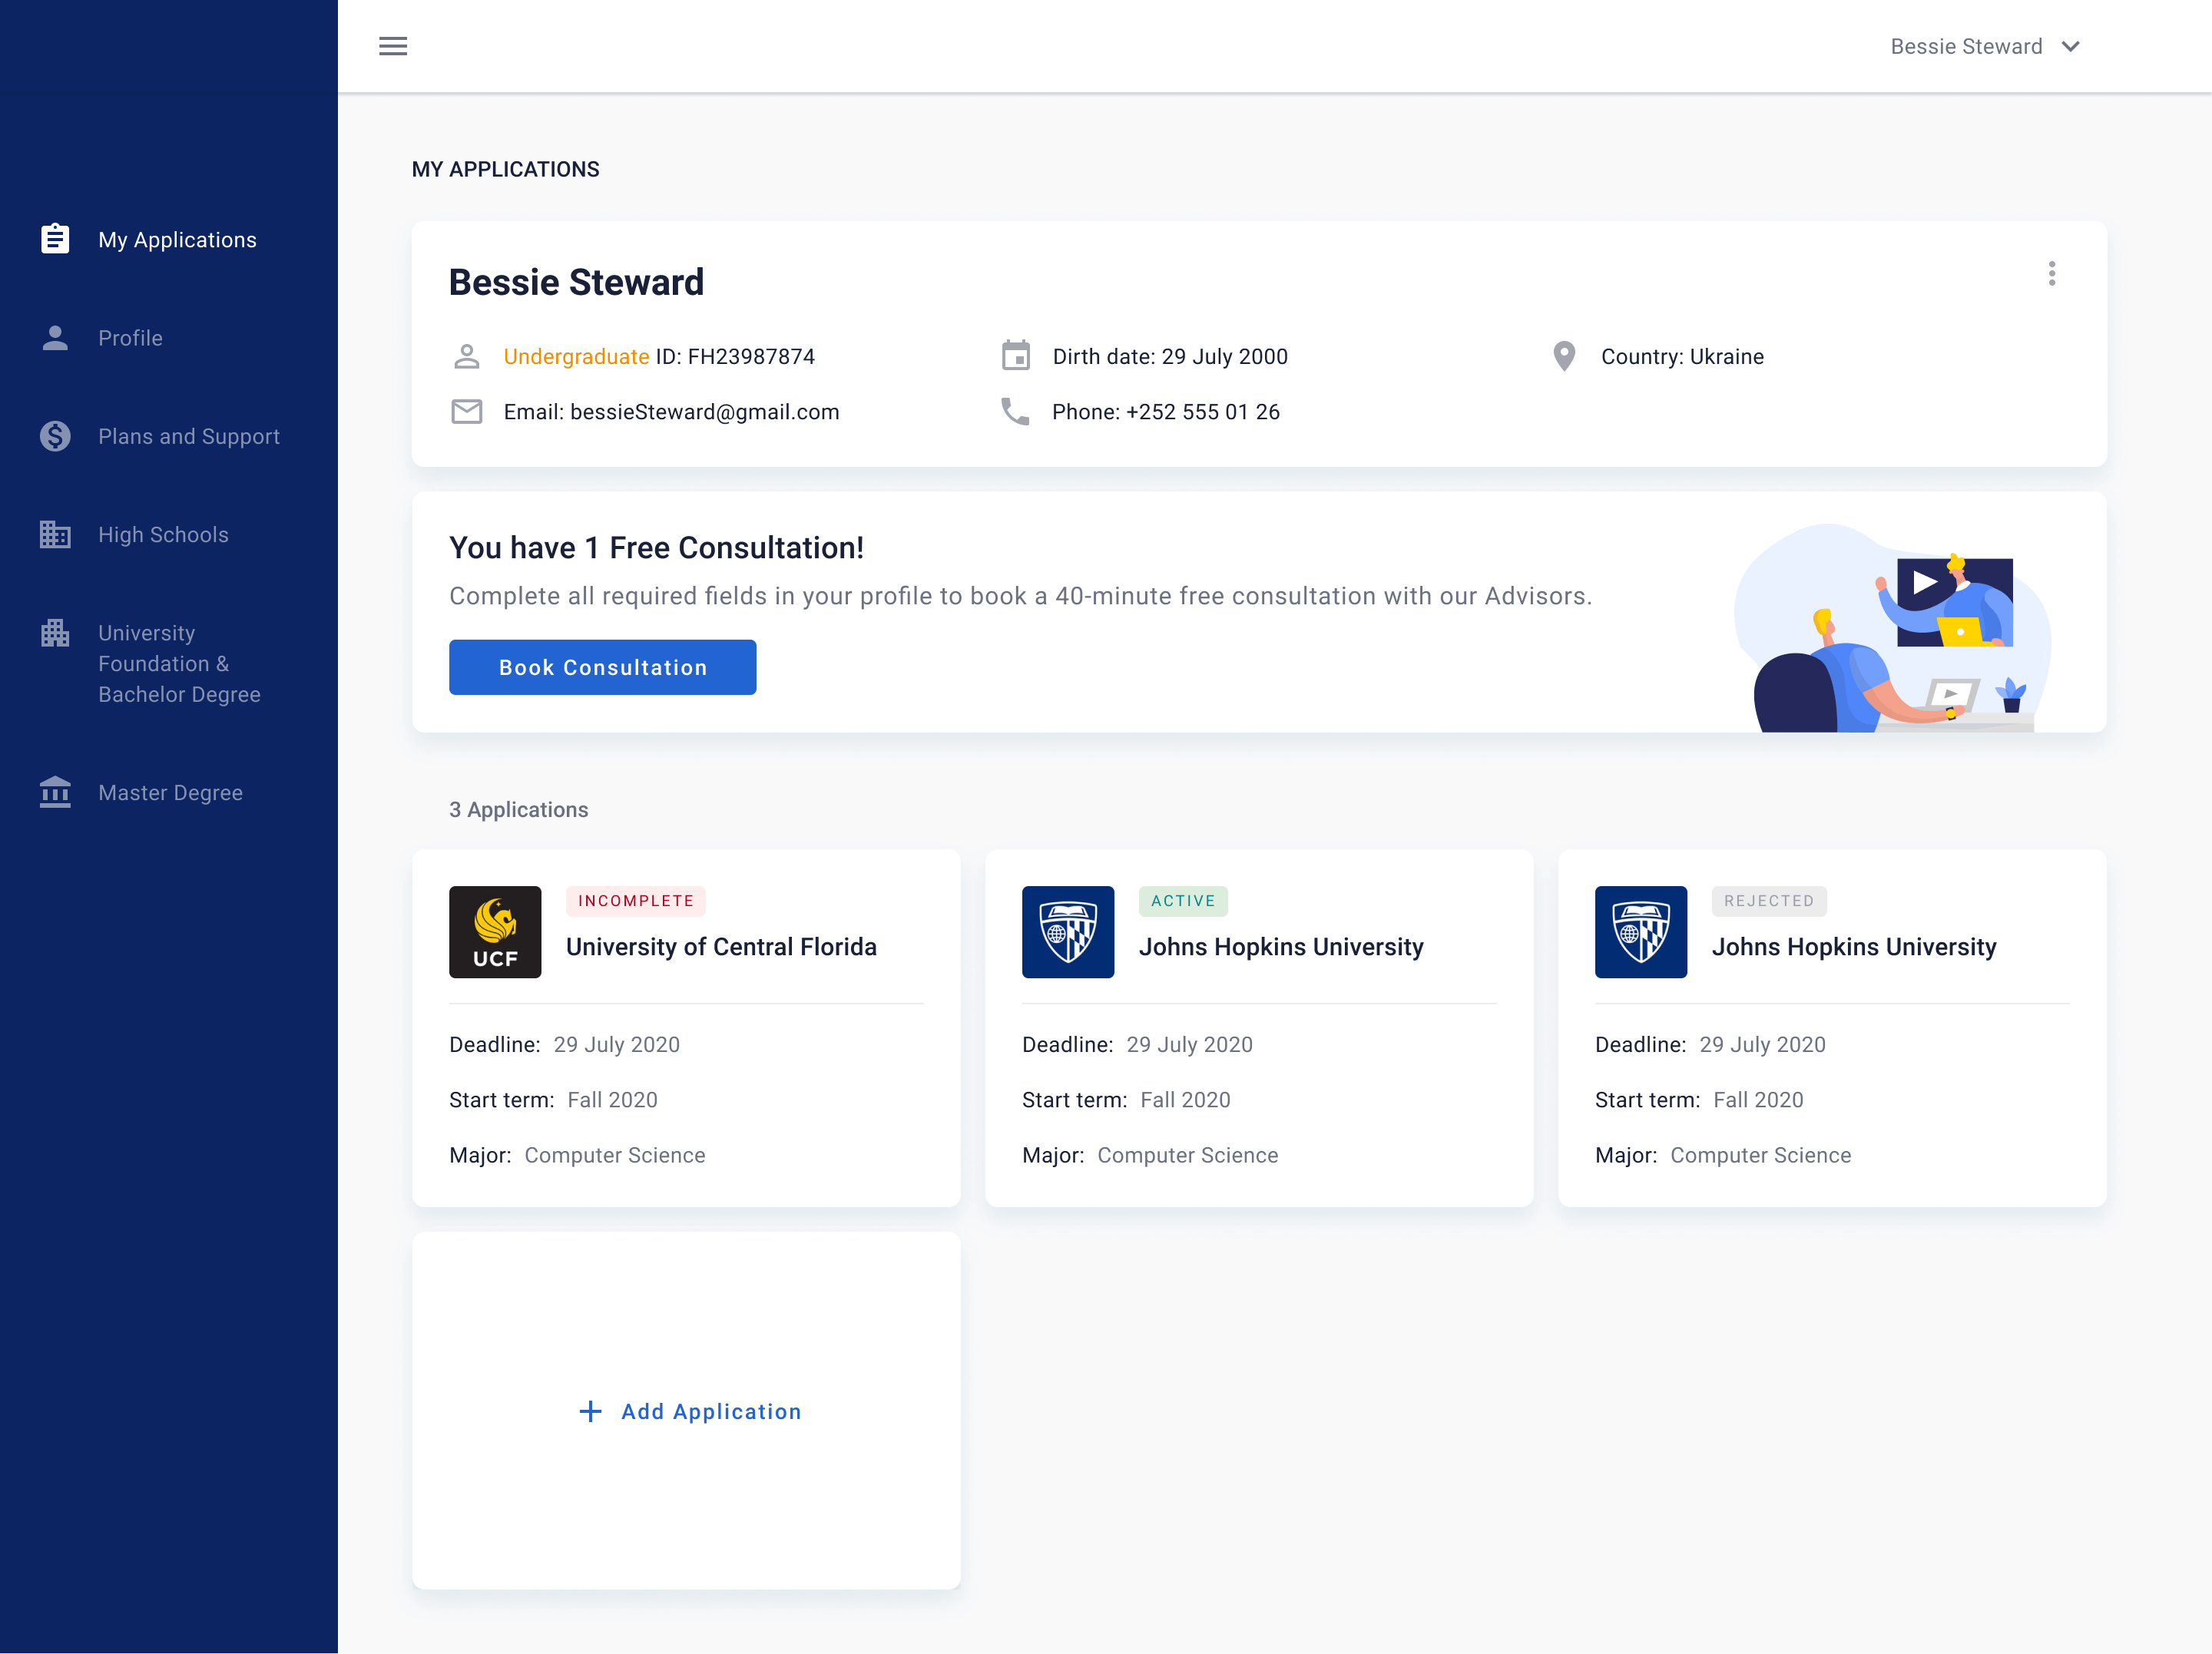 Bessie Steward
My Applications
Profile
Plans and Support
High Schools
University
Foundation &
Bachelor Degree
Master Degree
MY APPLICATIONS
Bessie Steward
Undergraduate ID: FH23987874
Dirth date: 29 July 2000
Country: Ukraine
Email: bessieSteward@gmail.com
Phone: +252 555 01 26
You have 1 Free Consultation!
Complete all required fields in your profile to book a 40-minute free consultation with our Advisors.
Book Consultation
3 Applications
UCF
INCOMPLETE
University of Central Florida
Deadline: 29 July 2020
Start term: Fall 2020
Major: Computer Science
ACTIVE
Johns Hopkins University
Deadline: 29 July 2020
Start term: Fall 2020
Major: Computer Science
REJECTED
Johns Hopkins University
Deadline: 29 July 2020
Start term: Fall 2020
Major: Computer Science
Add Application